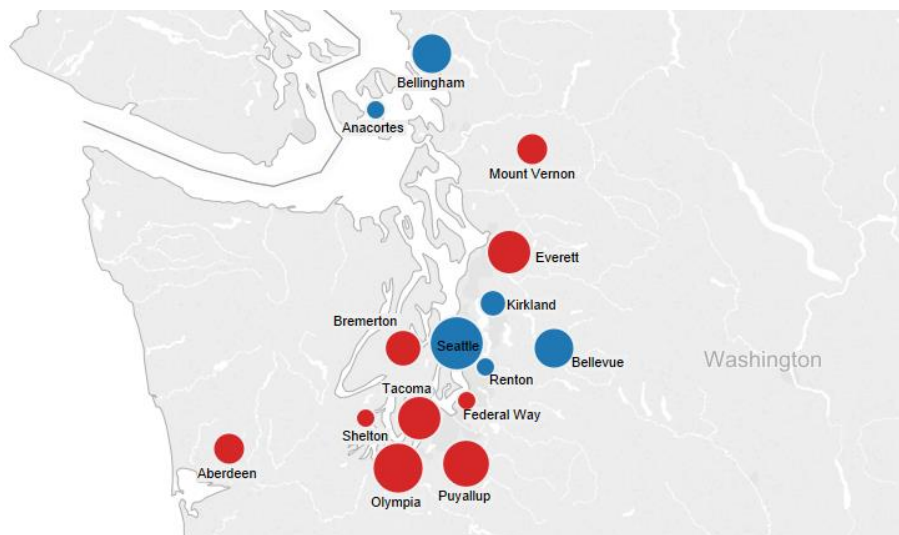 Bellingham
Anacortes
Mount Vernon
Everett
Kirkland
Bremerton
Seattle
Bellevue
Washington
Renton
Tacoma
Federal Way
Shelton
Aberdeen
Olympia
Puyallup